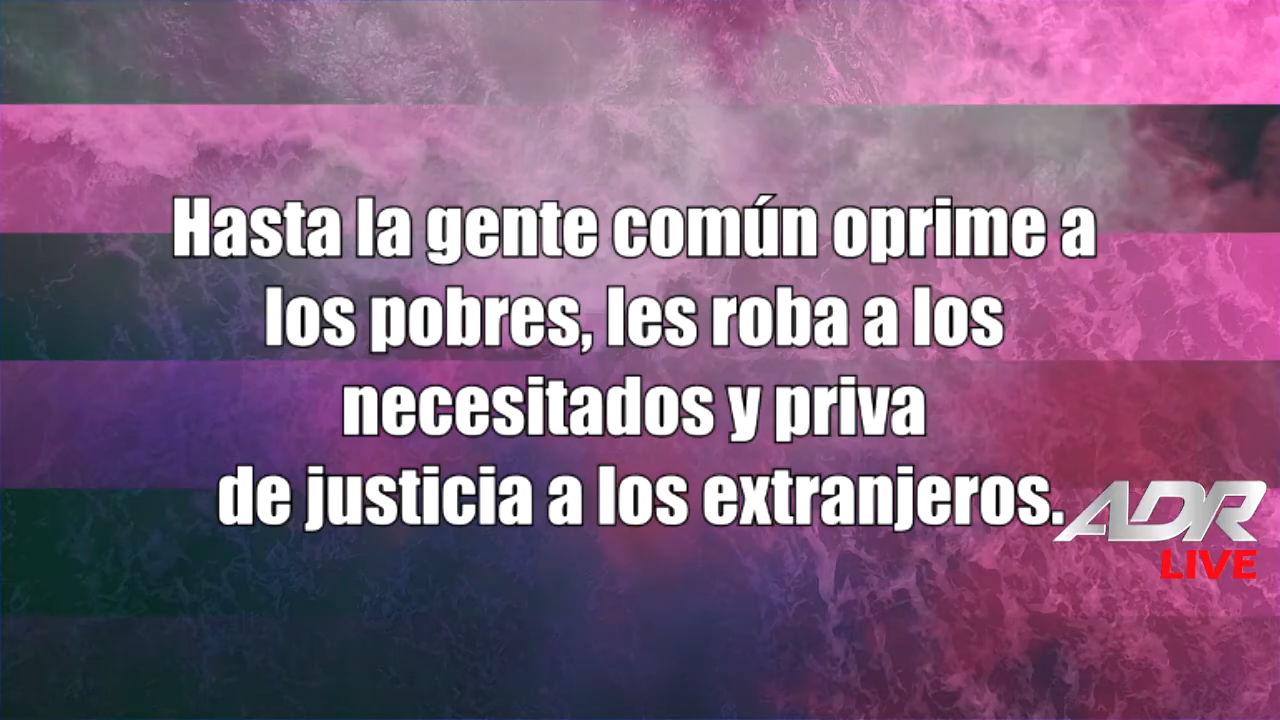 Hasta la gente común oprime a
los pobres, les roba a los
necesitados y priva
de justicia a los extranjeros.
ADR
LIVE